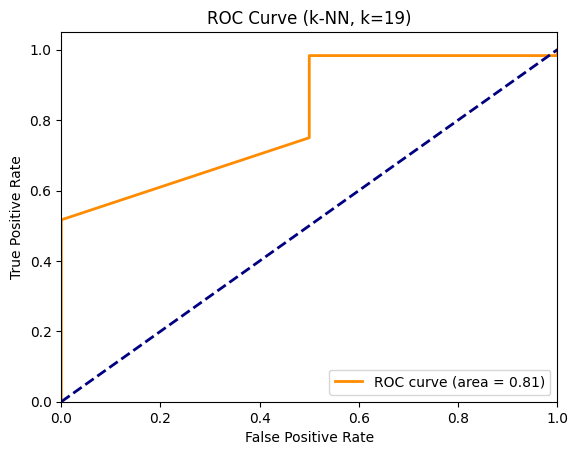 ROC Curve (k-NN, k=19)
True Positive Rate
1.0
0.8
0.6
0.4
0.2
0.0
0.0 0.2 0.4 0.6 0.8 1.0
False Positive Rate
ROC curve (area = 0.81)